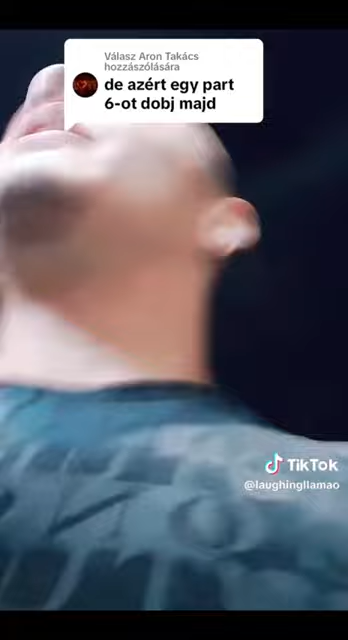 Válasz Aron Takács
hozzászólására
de azért egy part
6-ot dobj majd
TikTok
@laughingllamao